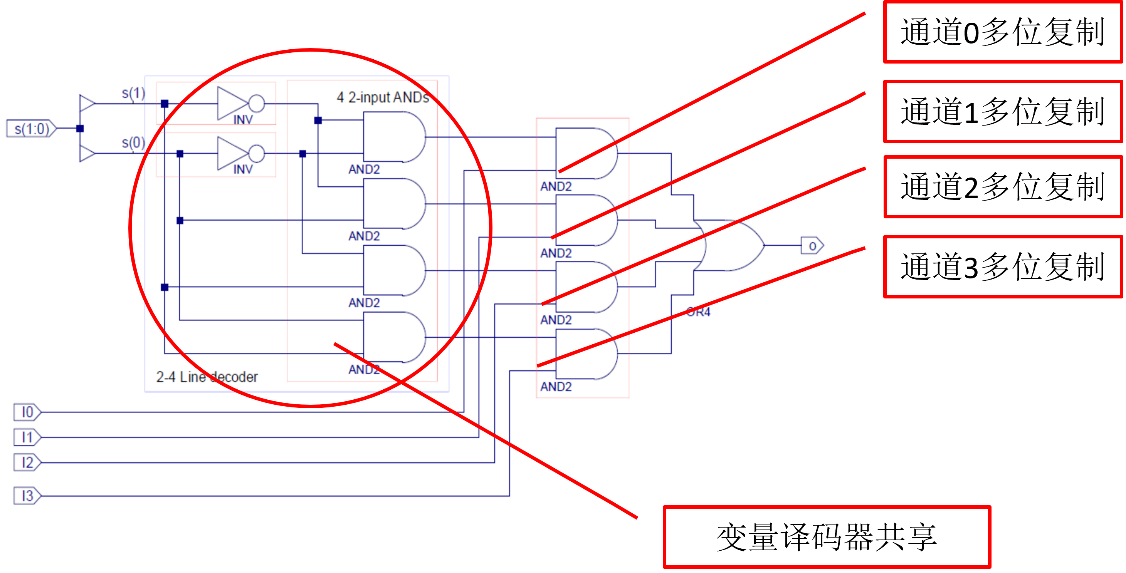 通道0多位复制
s(1)
4 2-input ANDs
通道1多位复制
INV
s(1:0)
s(0)
INV
AND2
AND2
通道2多位复制
AND2
AND2
o
通道3多位复制
AND2
AND2
OR4
AND2
2-4 Line decoder
AND2
I0
I1
I2
I3
变量译码器共享